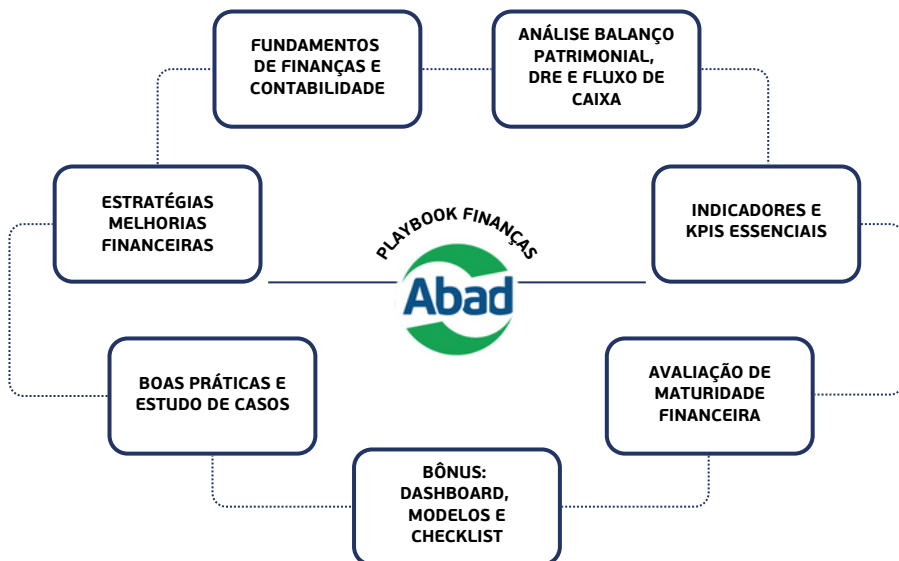 FUNDAMENTOS
DE FINANÇAS E
CONTABILIDADE
ANÁLISE BALANÇO
PATRIMONIAL,
DRE E FLUXO DE
CAIXA
ESTRATÉGIAS
MELHORIAS
FINANCEIRAS
PLAYBOOK FINANÇAS
Abad
INDICADORES E
KPIS ESSENCIAIS
BOAS PRÁTICAS E
ESTUDO DE CASOS
AVALIAÇÃO DE
MATURIDADE
FINANCEIRA
BÔNUS:
DASHBOARD,
MODELOS E
CHECKLIST